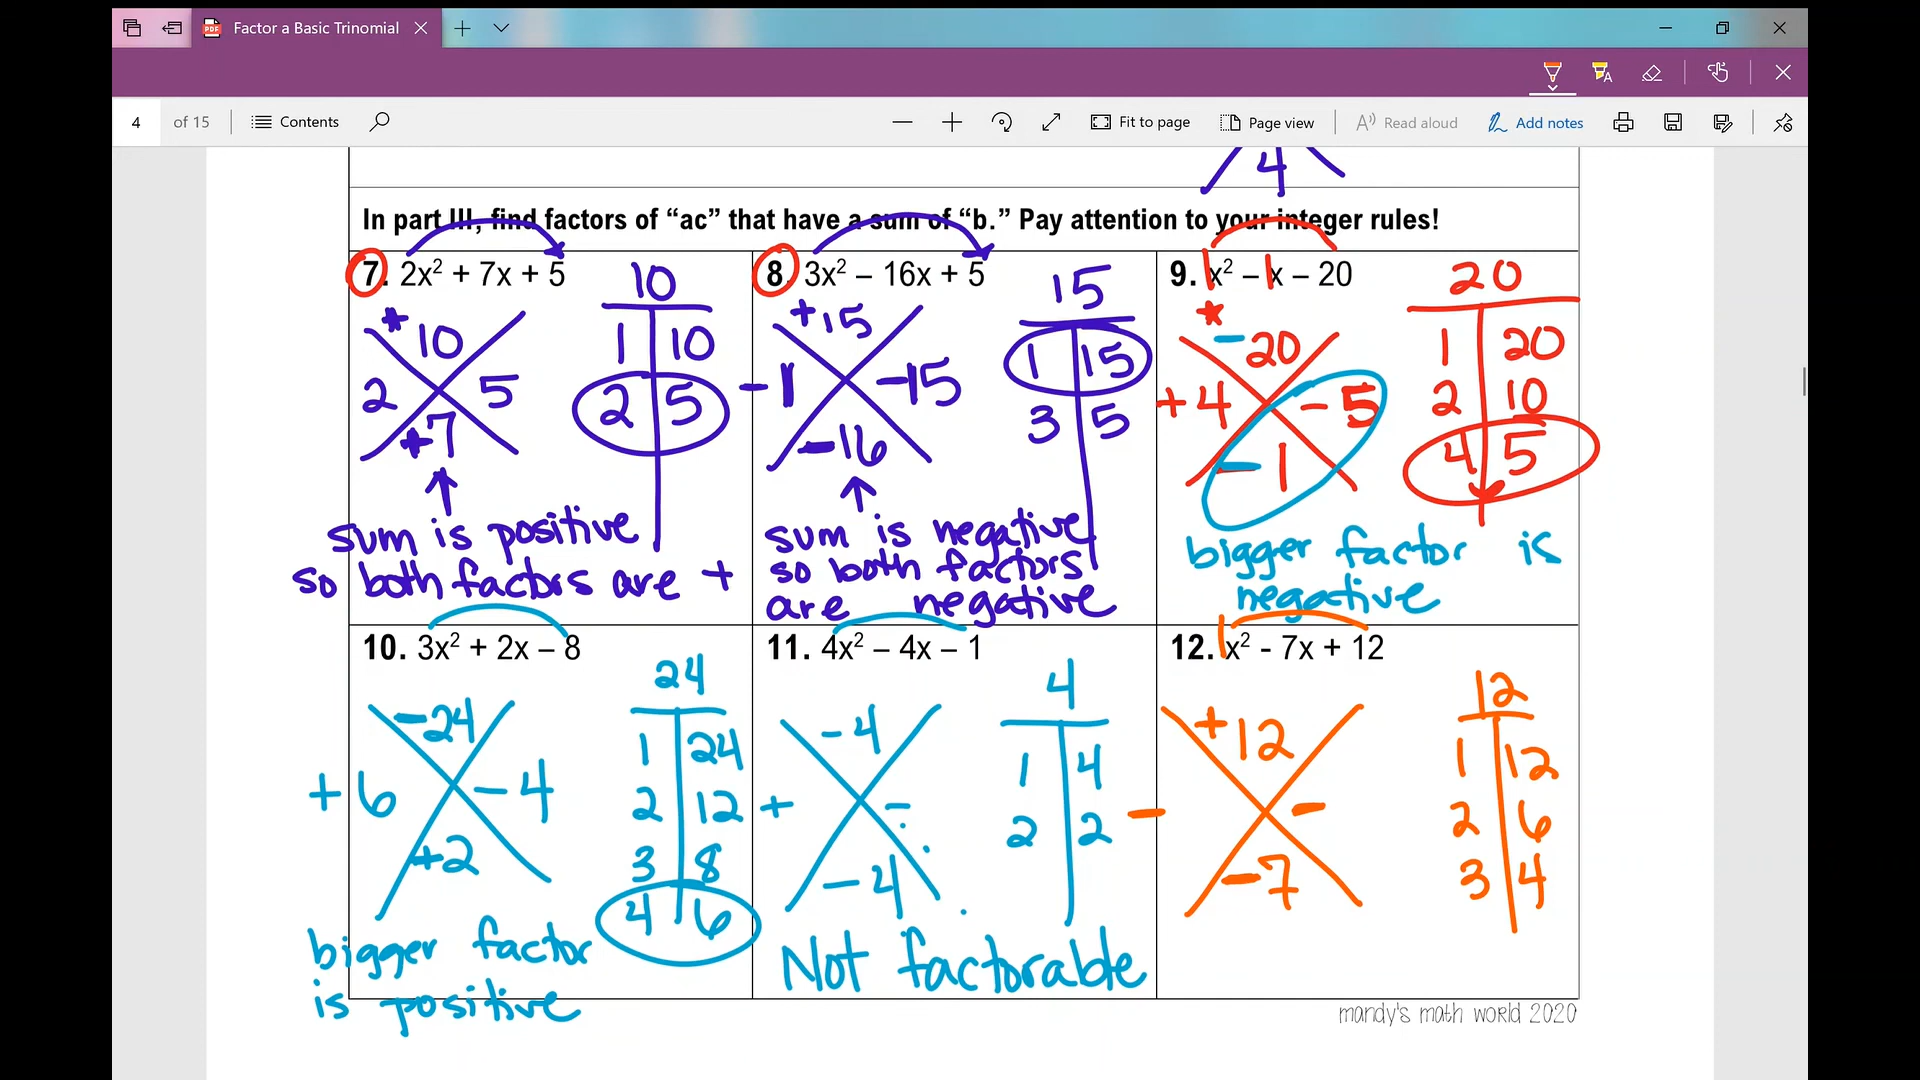 Factor a Basic Trinomial
4 of 15 Contents Fit to page Page view Read aloud Add notes
4
In part III, find factors of “ac” that have a sum of “b.” Pay attention to your integer rules!
7. 2x² + 7x + 5
10
* 10
1 10
2 5
2 5
+7
sum is positive
so both factors are +
8. 3x² – 16x + 5
15
+15
1 15
-1 -15
3 5
-16
sum is negative
so both factors
are negative
9. 1x² – 1x – 20
20
* -20
1 20
+4 -5
2 10
4 5
-1
bigger factor is
negative
10. 3x² + 2x – 8
24
-24
1 24
+6 -4
2 12
+2
3 8
4 6
bigger factor
is positive
11. 4x² – 4x – 1
4
-4
1 4
+ -
2 2
-4
Not factorable
12. 1x² - 7x + 12
12
+12
1 12
- -
2 6
-7
3 4
mandy's math world 2020